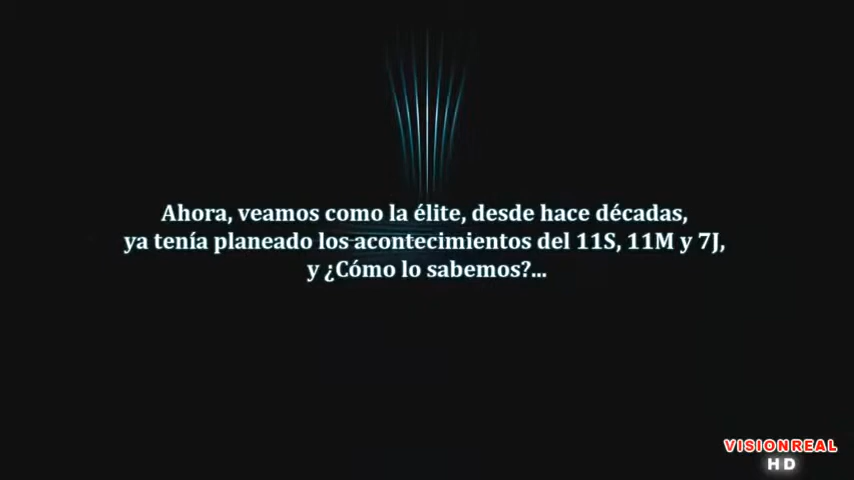 Ahora, veamos como la élite, desde hace décadas,
ya tenía planeado los acontecimientos del 11S, 11M y 7J,
y ¿Cómo lo sabemos?...
VISIONREAL
HD